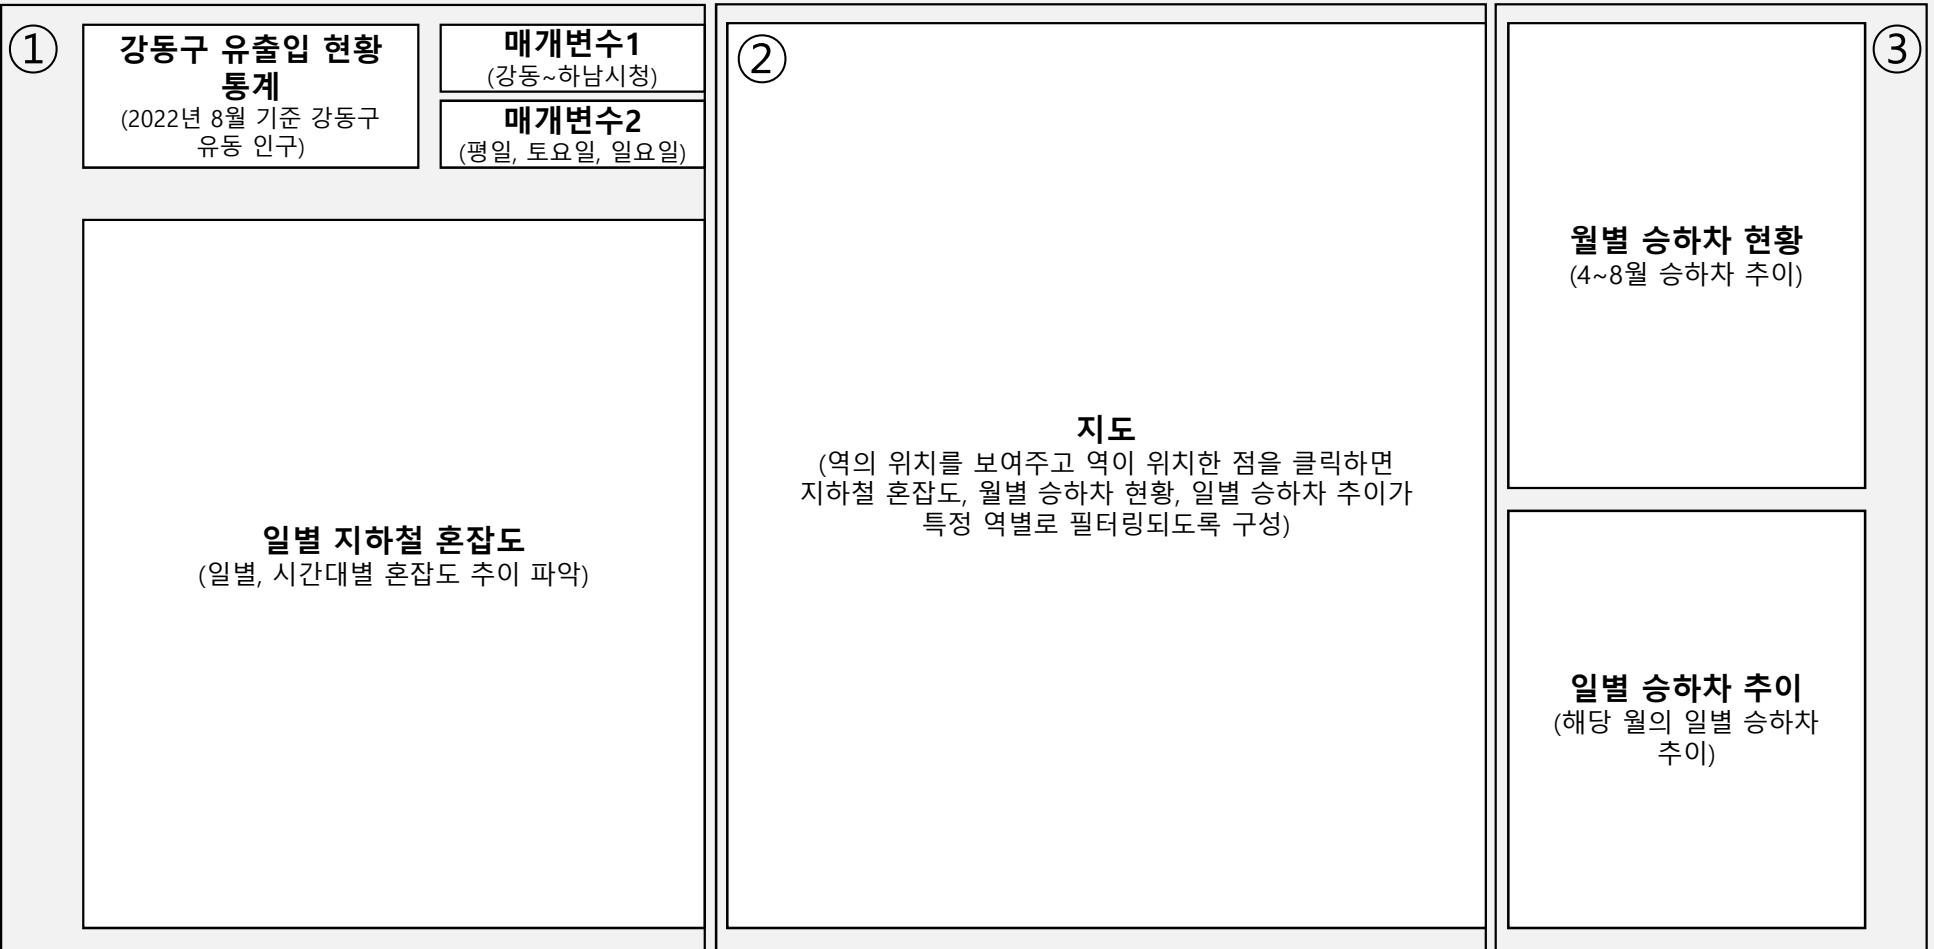 ①
강동구 유출입 현황
통계
(2022년 8월 기준 강동구
유동 인구)
매개변수1
(강동~하남시청)
매개변수2
(평일, 토요일, 일요일)
일별 지하철 혼잡도
(일별, 시간대별 혼잡도 추이 파악)
②
지도
(역의 위치를 보여주고 역이 위치한 점을 클릭하면
지하철 혼잡도, 월별 승하차 현황, 일별 승하차 추이가
특정 역별로 필터링되도록 구성)
③
월별 승하차 현황
(4~8월 승하차 추이)
일별 승하차 추이
(해당 월의 일별 승하차
추이)